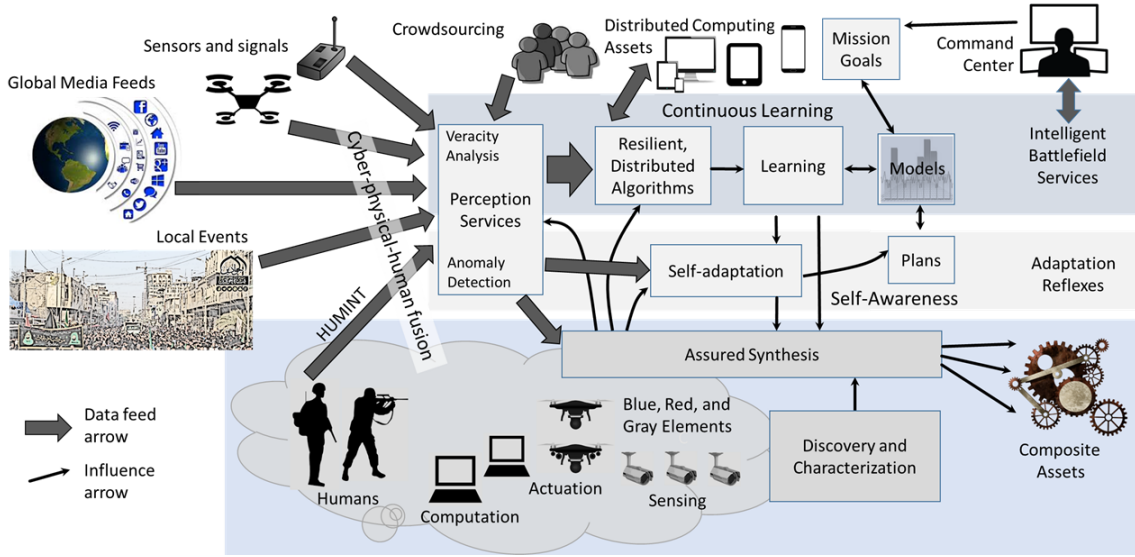 Crowdsourcing
Distributed Computing
Assets
Mission
Goals
Command
Center
Sensors and signals
Global Media Feeds
Continuous Learning
Veracity
Analysis
Perception
Services
Anomaly
Detection
Resilient,
Distributed
Algorithms
Learning
Models
Intelligent
Battlefield
Services
Cyber-physical-human fusion
Local Events
HUMINT
Self-adaptation
Plans
Self-Awareness
Adaptation
Reflexes
Assured Synthesis
Data feed
arrow
Influence
arrow
Humans
Computation
Actuation
Blue, Red, and
Gray Elements
Sensing
Discovery and
Characterization
Composite
Assets